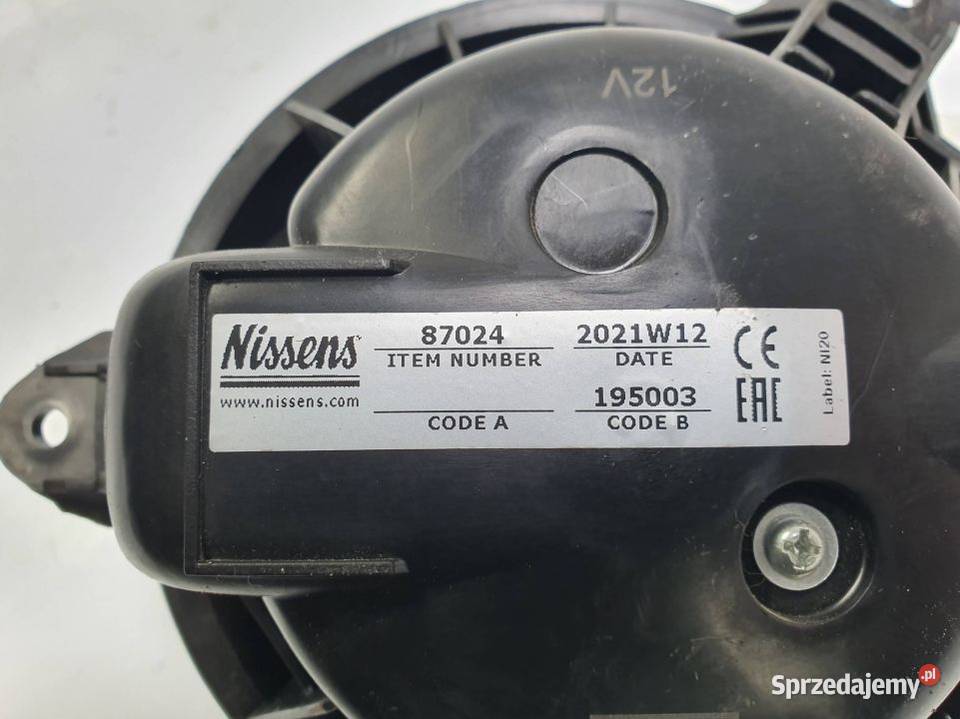 12V
Nissens
www.nissens.com
87024
ITEM NUMBER
CODE A
2021W12
DATE
195003
CODE B
CE
EAC
Label: NI20
Sprzedajemy.pl